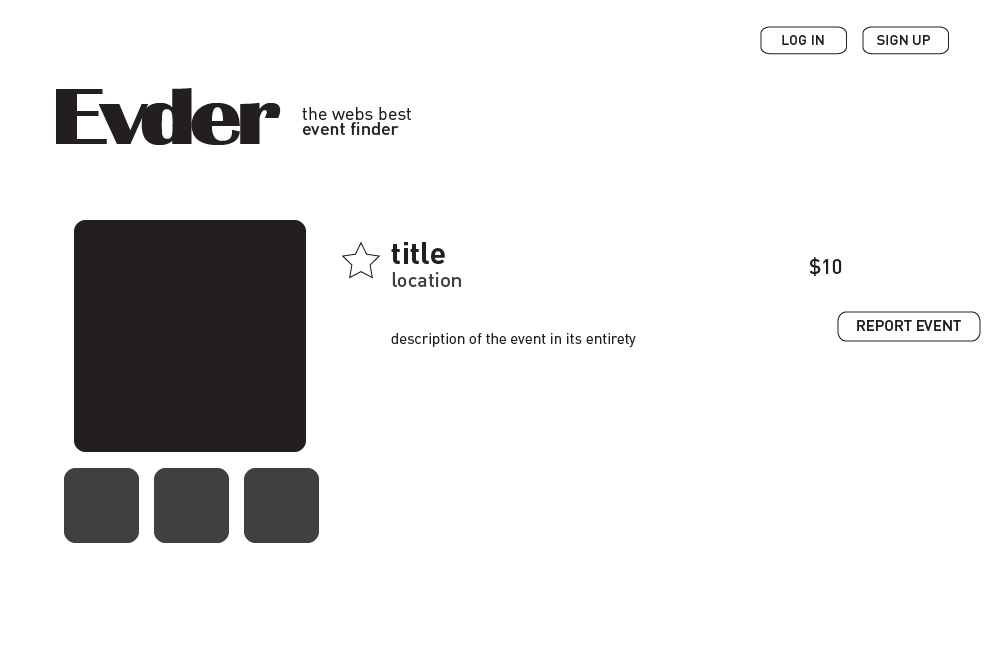 LOG IN SIGN UP
Evder
the webs best
event finder
title
location
$10
REPORT EVENT
description of the event in its entirety